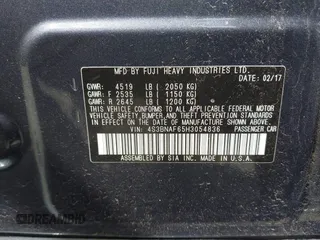 MFD BY FUJI HEAVY INDUSTRIES LTD.
DATE: 02/17
GVWR: 4519 LB ( 2050 KG)
GAWR: F 2535 LB ( 1150 KG)
GAWR: R 2645 LB ( 1200 KG)
THIS VEHICLE CONFORMS TO ALL APPLICABLE FEDERAL
MOTOR VEHICLE SAFETY, BUMPER, AND THEFT PREVENTION STANDARDS
IN EFFECT ON THE DATE OF MANUFACTURE SHOWN ABOVE.
VIN: 4S3BNAF65H3054836 PASSENGER CAR
ASSEMBLED BY SIA INC. MADE IN U.S.A.
DREAMBID